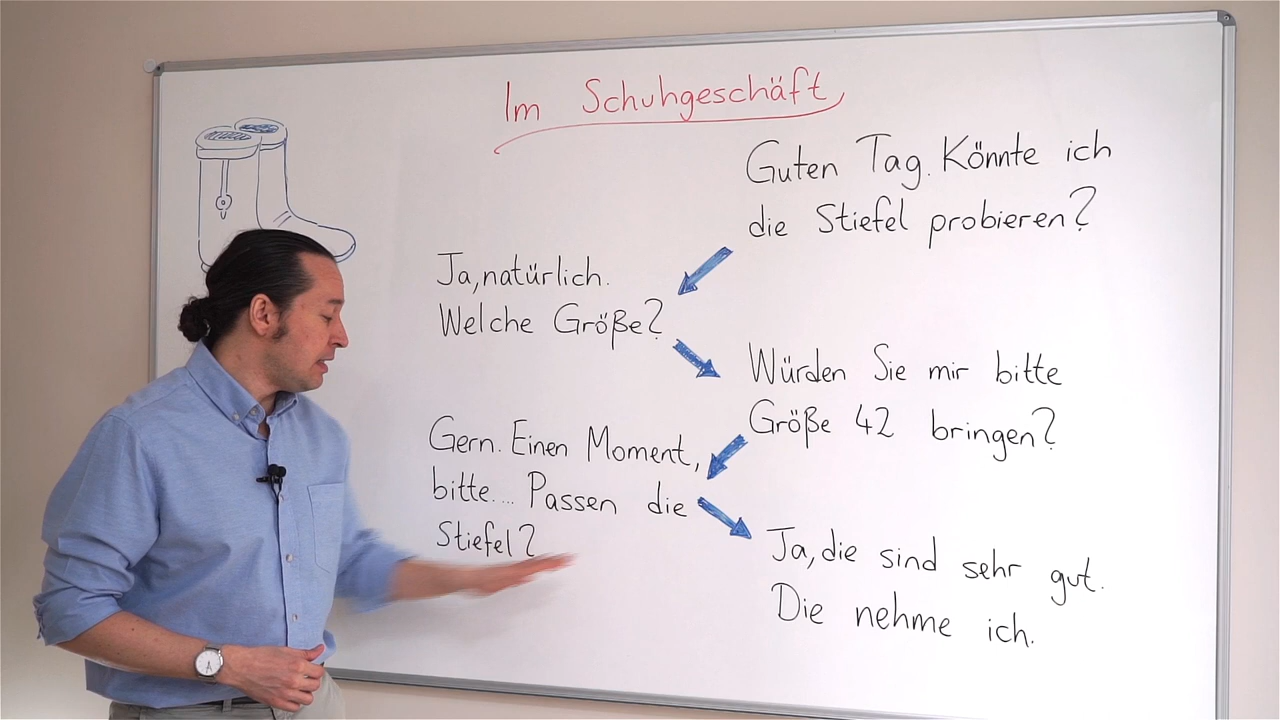 Im Schuhgeschäft
Guten Tag. Könnte ich
die Stiefel probieren?
Ja, natürlich.
Welche Größe?
Würden Sie mir bitte
Größe 42 bringen?
Gern. Einen Moment,
bitte.... Passen die
Stiefel?
Ja, die sind sehr gut.
Die nehme ich.